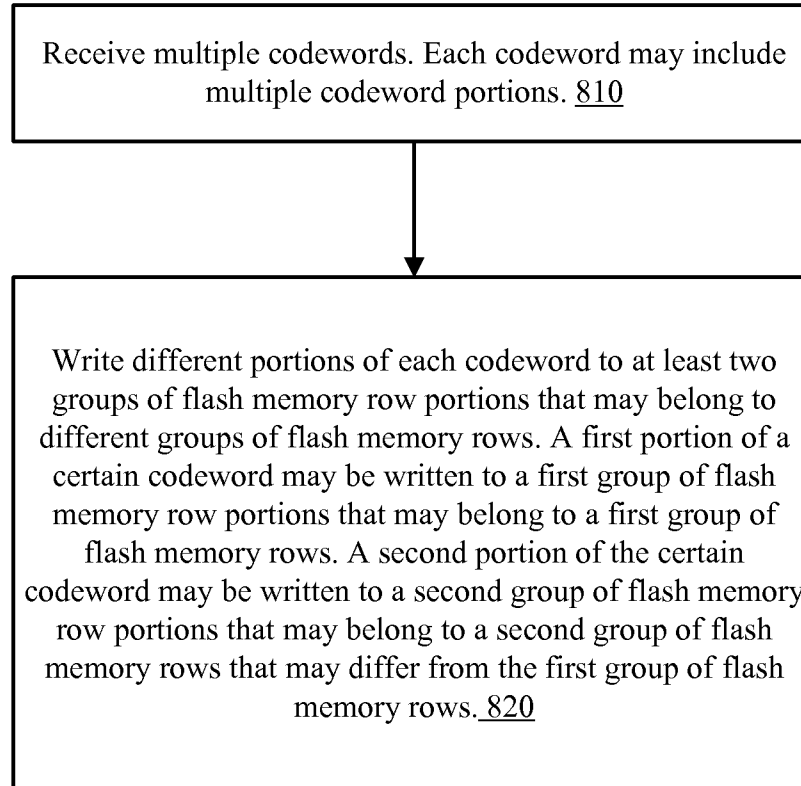 Receive multiple codewords. Each codeword may include
multiple codeword portions. 810
Write different portions of each codeword to at least two
groups of flash memory row portions that may belong to
different groups of flash memory rows. A first portion of a
certain codeword may be written to a first group of flash
memory row portions that may belong to a first group of
flash memory rows. A second portion of the certain
codeword may be written to a second group of flash memory
row portions that may belong to a second group of flash
memory rows that may differ from the first group of flash
memory rows. 820